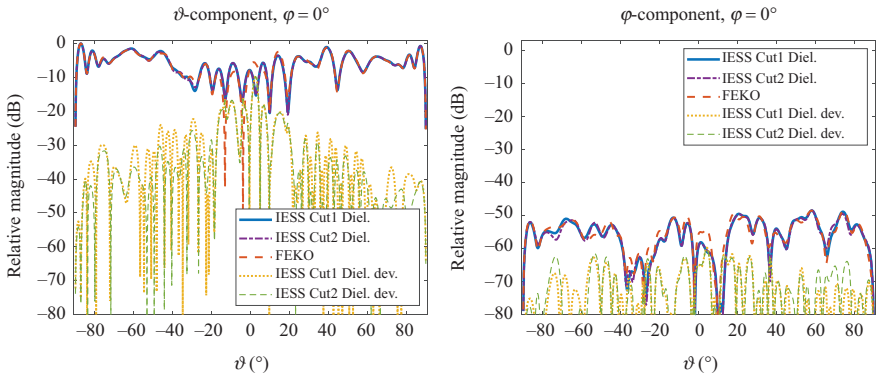 ϑ-component, φ = 0°
0
−10
−20
−30
−40
−50
−60
−70
−80
Relative magnitude (dB)
−80 −60 −40 −20 0 20 40 60 80
ϑ (°)
IESS Cut1 Diel.
IESS Cut2 Diel.
FEKO
IESS Cut1 Diel. dev.
IESS Cut2 Diel. dev.
φ-component, φ = 0°
0
−10
−20
−30
−40
−50
−60
−70
−80
Relative magnitude (dB)
−80 −60 −40 −20 0 20 40 60 80
ϑ (°)
IESS Cut1 Diel.
IESS Cut2 Diel.
FEKO
IESS Cut1 Diel. dev.
IESS Cut2 Diel. dev.